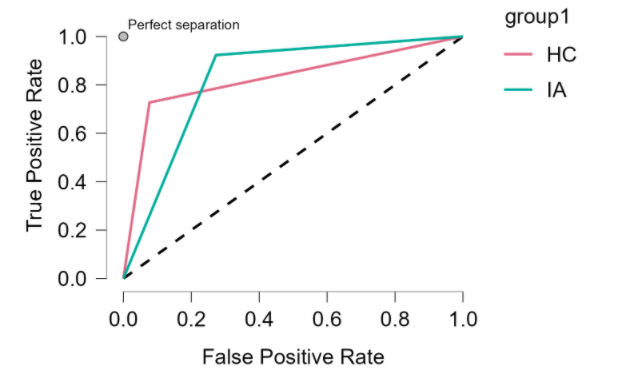 Perfect separation
group1
HC
IA
True Positive Rate
1.0
0.8
0.6
0.4
0.2
0.0
0.0 0.2 0.4 0.6 0.8 1.0
False Positive Rate